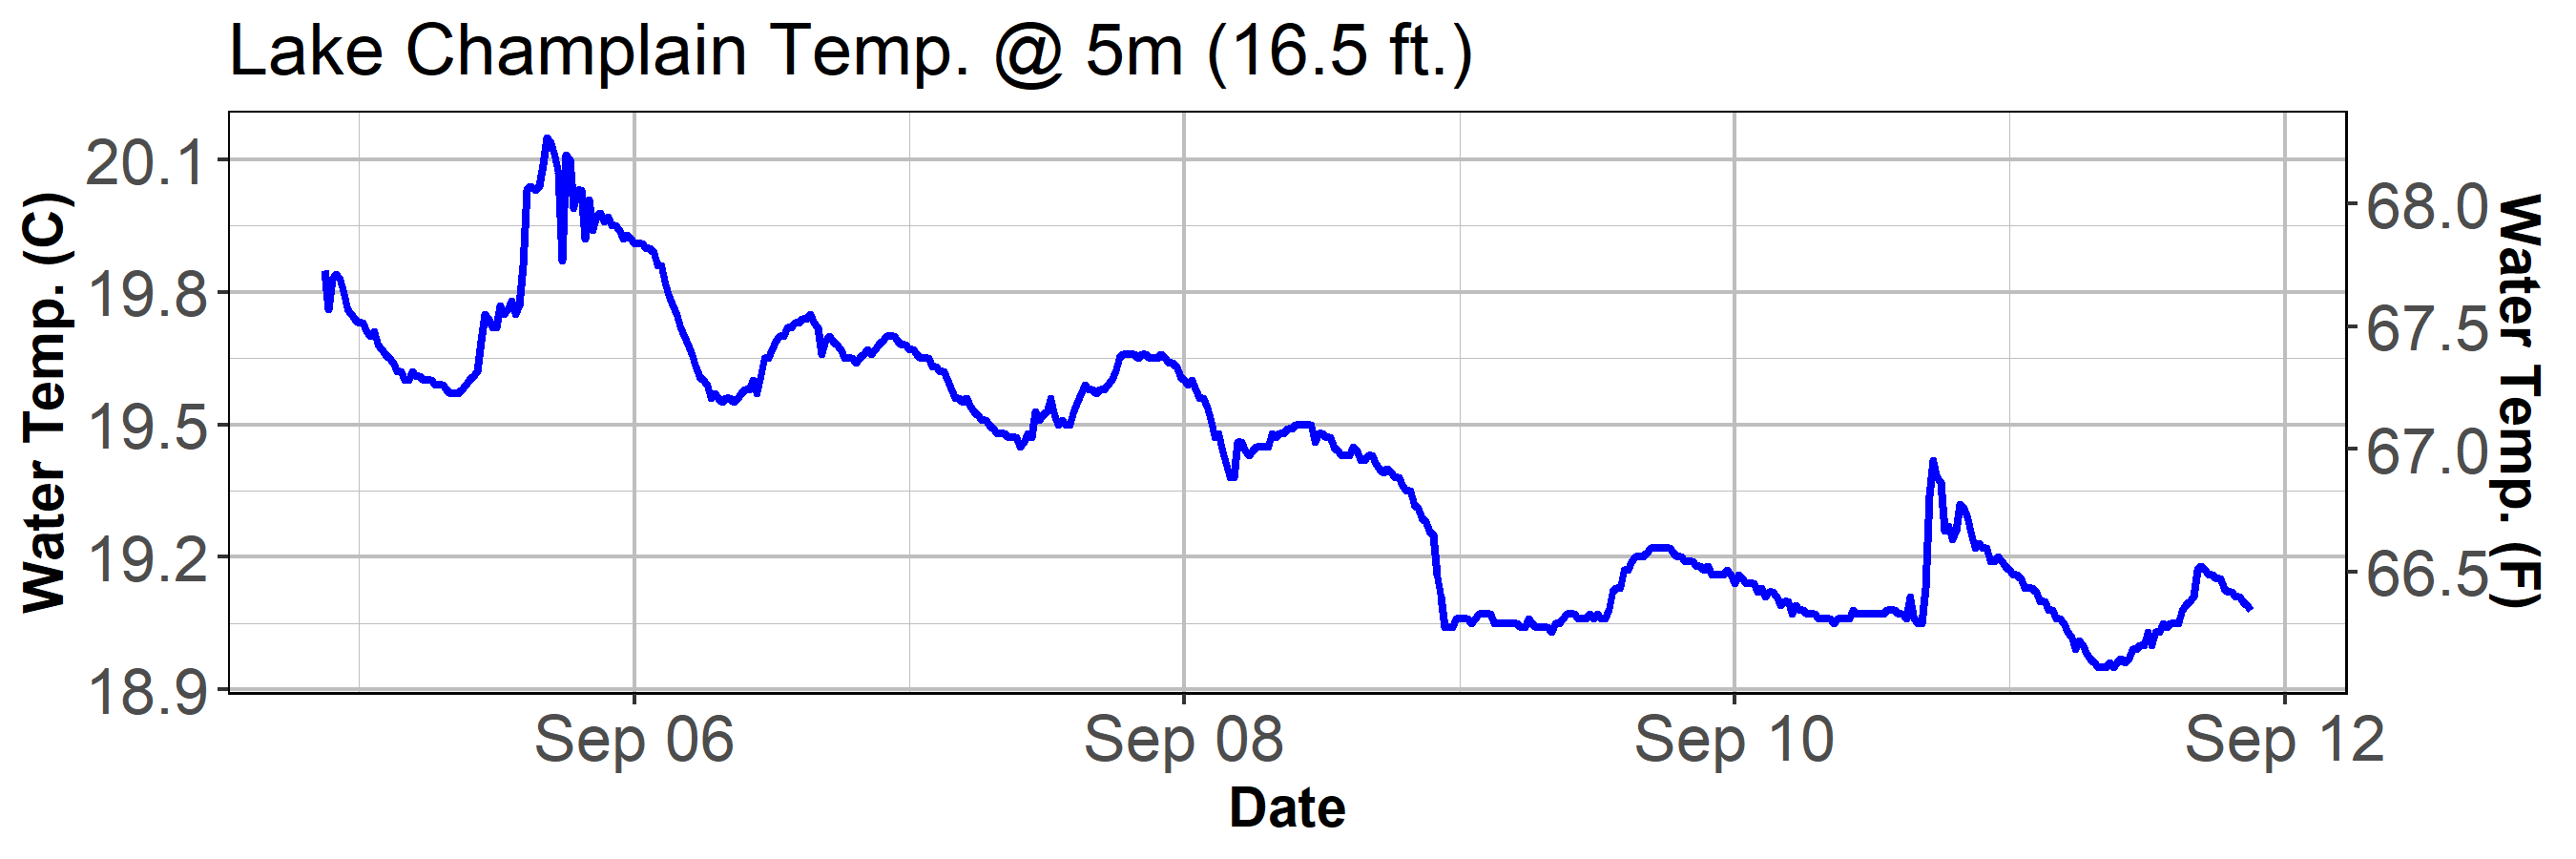 Lake Champlain Temp. @ 5m (16.5 ft.)
Water Temp. (C)
20.1
19.8
19.5
19.2
18.9
68.0
67.5
67.0
66.5
Water Temp. (F)
Sep 06 Sep 08 Sep 10 Sep 12
Date